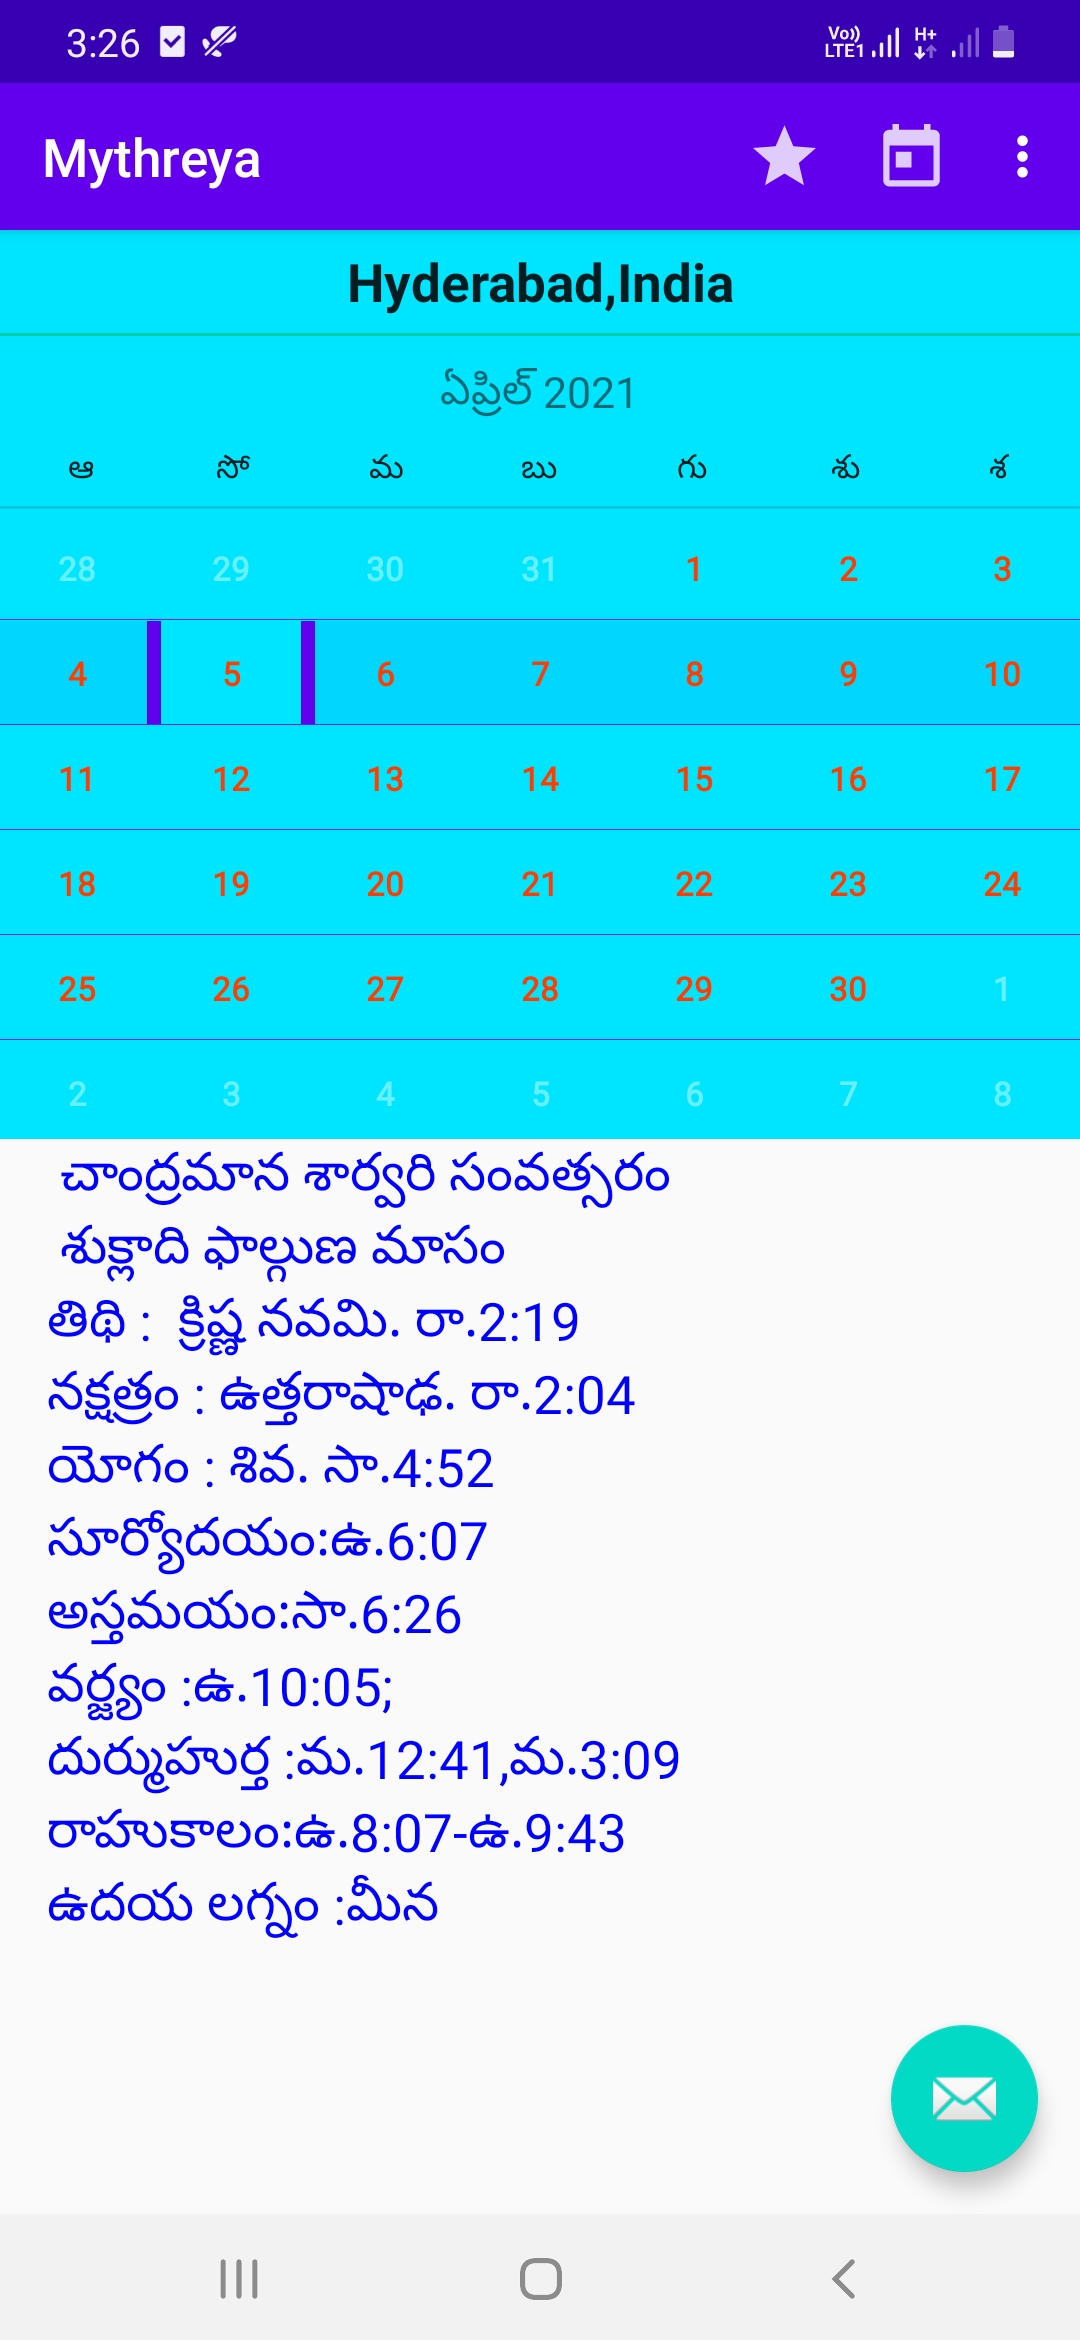 3:26 Vo)) LTE1 H+
Mythreya
Hyderabad,India
ఏప్రిల్ 2021
ఆ సో మ బు గు శు శ
28 29 30 31 1 2 3
4 5 6 7 8 9 10
11 12 13 14 15 16 17
18 19 20 21 22 23 24
25 26 27 28 29 30 1
2 3 4 5 6 7 8
చాంద్రమాన శార్వరి సంవత్సరం
శుక్లాది ఫాల్గుణ మాసం
తిథి : క్రిష్ణ నవమి. రా.2:19
నక్షత్రం : ఉత్తరాషాఢ. రా.2:04
యోగం : శివ. సా.4:52
సూర్యోదయం:ఉ.6:07
అస్తమయం:సా.6:26
వర్జ్యం :ఉ.10:05;
దుర్ముహుర్త :మ.12:41,మ.3:09
రాహుకాలం:ఉ.8:07-ఉ.9:43
ఉదయ లగ్నం :మీన